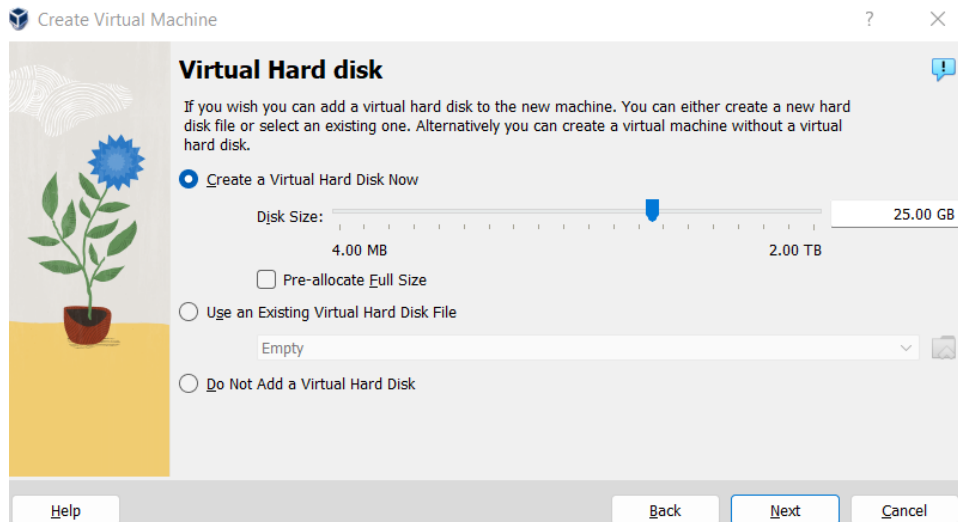 Create Virtual Machine
?
Virtual Hard disk
If you wish you can add a virtual hard disk to the new machine. You can either create a new hard
disk file or select an existing one. Alternatively you can create a virtual machine without a virtual
hard disk.
Create a Virtual Hard Disk Now
Disk Size:
25.00 GB
4.00 MB 2.00 TB
Pre-allocate Full Size
Use an Existing Virtual Hard Disk File
Empty
Do Not Add a Virtual Hard Disk
Help Back Next Cancel